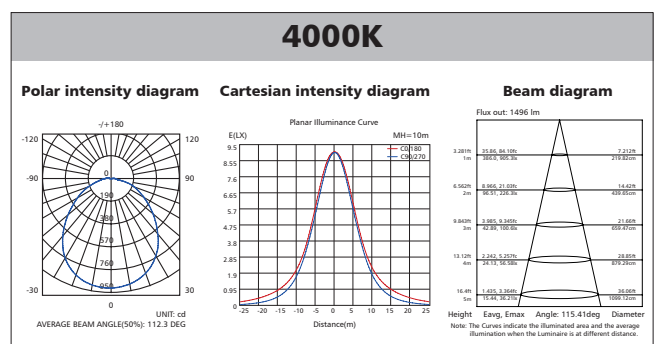 4000K
Polar intensity diagram
Cartesian intensity diagram
Beam diagram
-/+180
-120
120
-90
90
-30
30
0
0
190
380
570
760
950
UNIT: cd
AVERAGE BEAM ANGLE(50%): 112.3 DEG
Planar Illuminance Curve
E(LX)
MH=10m
C0/180
C90/270
9.5
8.55
7.6
6.65
5.7
4.75
3.8
2.85
1.9
0.95
0
-25 -20 -15 -10 -5 0 5 10 15 20 25
Distance(m)
Flux out: 1496 lm
3.281ft 35.86, 84.10fc 7.212ft
1m 386.0, 905.3lx 219.82cm
6.562ft 8.966, 21.03fc 14.42ft
2m 96.51, 226.3lx 439.65cm
9.843ft 3.985, 9.345fc 21.66ft
3m 42.89, 100.6lx 659.47cm
13.12ft 2.242, 5.257fc 28.85ft
4m 24.13, 56.58lx 879.29cm
16.4ft 1.435, 3.364fc 36.06ft
5m 15.44, 36.21lx 1099.12cm
Height Eavg, Emax Angle: 115.41deg Diameter
Note: The Curves indicate the illuminated area and the average
illumination when the Luminaire is at different distance.